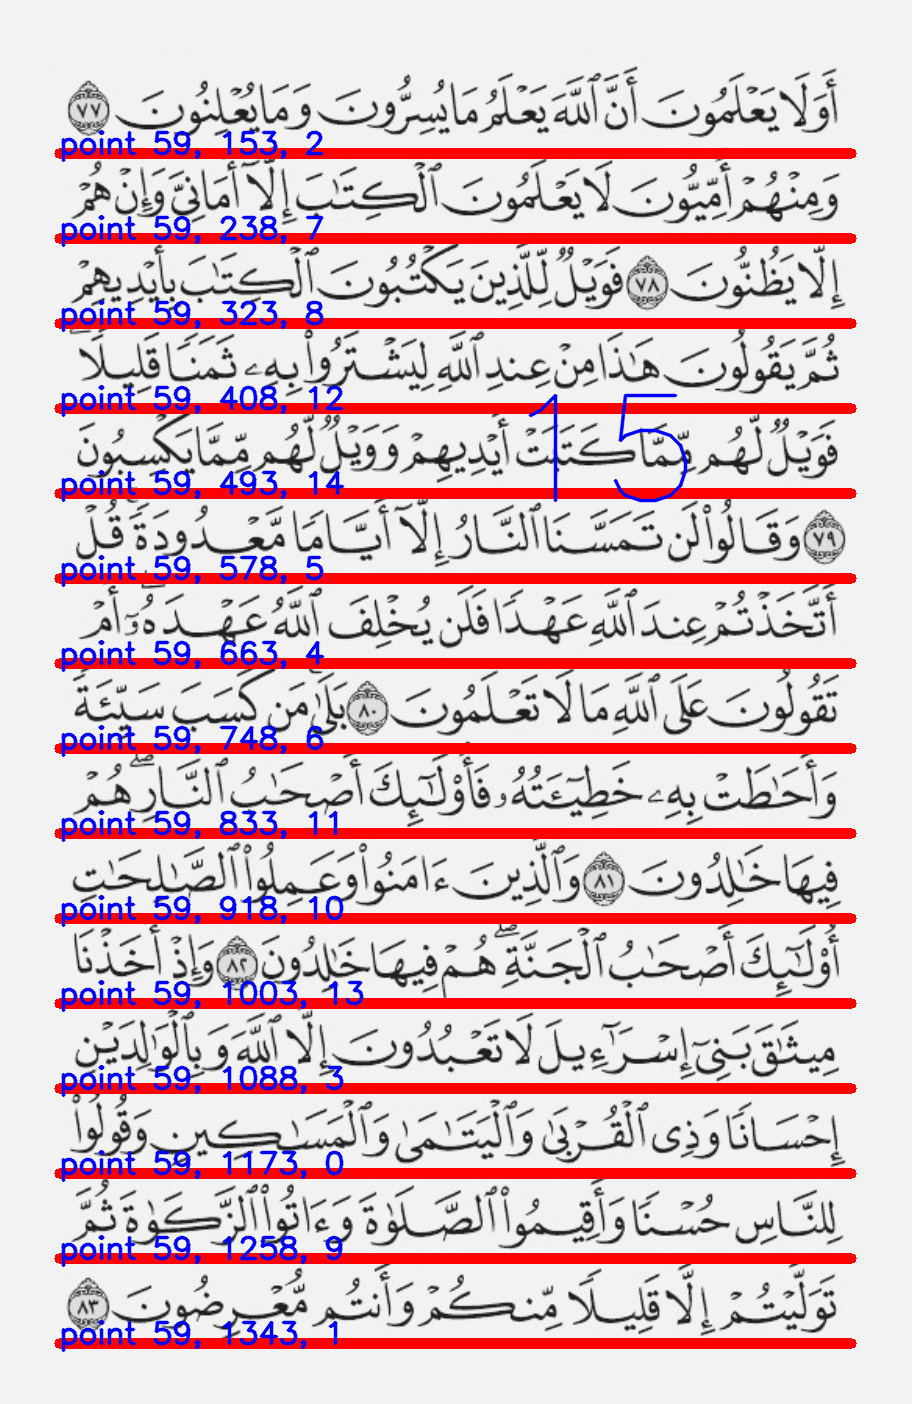 أَوَلَا يَعْلَمُونَ أَنَّ ٱللَّهَ يَعْلَمُ مَا يُسِرُّونَ وَمَا يُعْلِنُونَ ٧٧
point 59, 153, 2
وَمِنْهُمْ أُمِّيُّونَ لَا يَعْلَمُونَ ٱلْكِتَٰبَ إِلَّآ أَمَانِىَّ وَإِنْ هُمْ
point 59, 238, 7
إِلَّا يَظُنُّونَ ٧٨ فَوَيْلٌ لِّلَّذِينَ يَكْتُبُونَ ٱلْكِتَٰبَ بِأَيْدِيهِمْ
point 59, 323, 8
ثُمَّ يَقُولُونَ هَٰذَا مِنْ عِندِ ٱللَّهِ لِيَشْتَرُوا۟ بِهِۦ ثَمَنًا قَلِيلًا ۖ
point 59, 408, 12
15
فَوَيْلٌ لَّهُم مِّمَّا كَتَبَتْ أَيْدِيهِمْ وَوَيْلٌ لَّهُم مِّمَّا يَكْسِبُونَ
point 59, 493, 14
٧٩ وَقَالُوا۟ لَن تَمَسَّنَا ٱلنَّارُ إِلَّآ أَيَّامًا مَّعْدُودَةً ۚ قُلْ
point 59, 578, 5
أَتَّخَذْتُمْ عِندَ ٱللَّهِ عَهْدًا فَلَن يُخْلِفَ ٱللَّهُ عَهْدَهُۥٓ ۖ أَمْ
point 59, 663, 4
تَقُولُونَ عَلَى ٱللَّهِ مَا لَا تَعْلَمُونَ ٨٠ بَلَىٰ مَن كَسَبَ سَيِّئَةً
point 59, 748, 6
وَأَحَٰطَتْ بِهِۦ خَطِيٓـَٔتُهُۥ فَأُو۟لَٰٓئِكَ أَصْحَٰبُ ٱلنَّارِ ۖ هُمْ
point 59, 833, 11
فِيهَا خَٰلِدُونَ ٨١ وَٱلَّذِينَ ءَامَنُوا۟ وَعَمِلُوا۟ ٱلصَّٰلِحَٰتِ
point 59, 918, 10
أُو۟لَٰٓئِكَ أَصْحَٰبُ ٱلْجَنَّةِ ۖ هُمْ فِيهَا خَٰلِدُونَ ٨٢ وَإِذْ أَخَذْنَا
point 59, 1003, 13
مِيثَٰقَ بَنِىٓ إِسْرَٰٓءِيلَ لَا تَعْبُدُونَ إِلَّا ٱللَّهَ وَبِٱلْوَٰلِدَيْنِ
point 59, 1088, 3
إِحْسَانًا وَذِى ٱلْقُرْبَىٰ وَٱلْيَتَٰمَىٰ وَٱلْمَسَٰكِينِ وَقُولُوا۟
point 59, 1173, 0
لِلنَّاسِ حُسْنًا وَأَقِيمُوا۟ ٱلصَّلَوٰةَ وَءَاتُوا۟ ٱلزَّكَوٰةَ ثُمَّ
point 59, 1258, 9
تَوَلَّيْتُمْ إِلَّا قَلِيلًا مِّنكُمْ وَأَنتُم مُّعْرِضُونَ ٨٣
point 59, 1343, 1